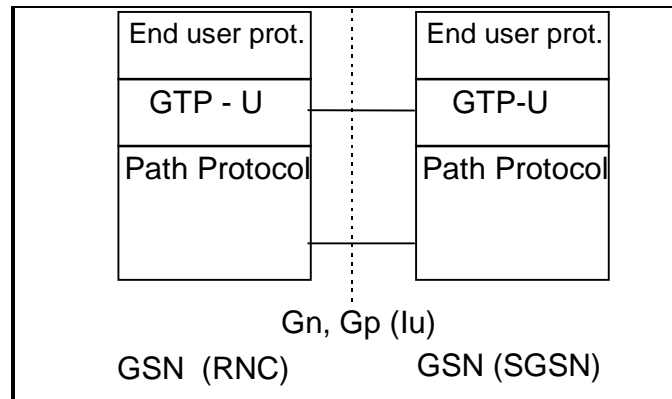 End user prot.
End user prot.
GTP - U
GTP-U
Path Protocol
Path Protocol
Gn, Gp (Iu)
GSN (RNC)
GSN (SGSN)